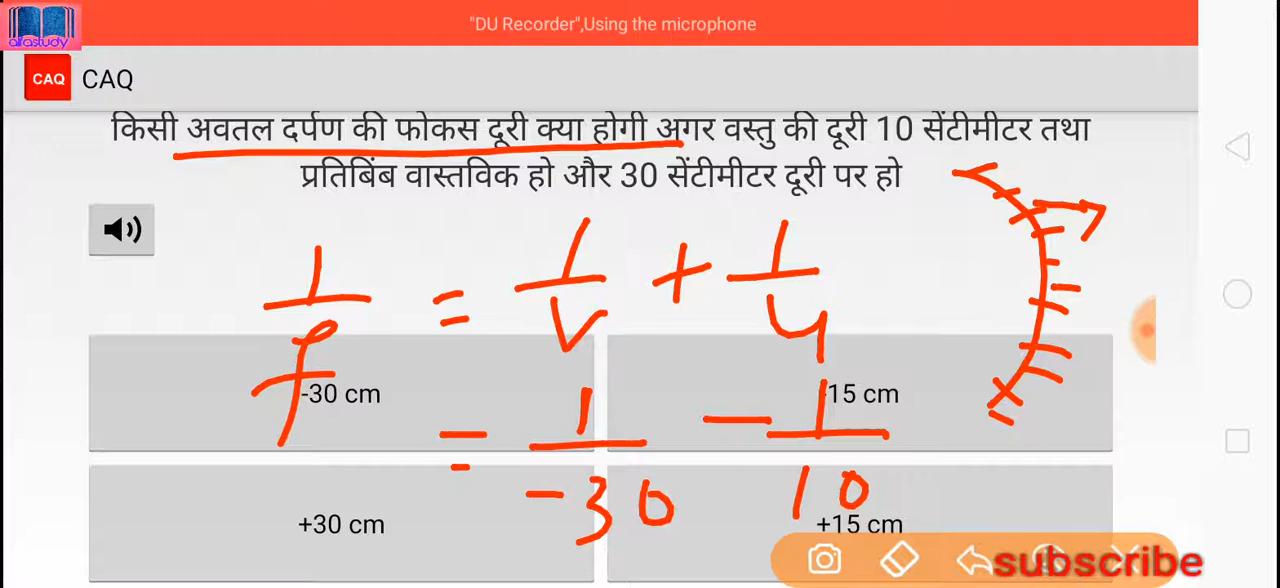 "DU Recorder",Using the microphone
alfastudy
CAQ CAQ
किसी अवतल दर्पण की फोकस दूरी क्या होगी अगर वस्तु की दूरी 10 सेंटीमीटर तथा
प्रतिबिंब वास्तविक हो और 30 सेंटीमीटर दूरी पर हो
1/f = 1/v + 1/u
-30 cm
-15 cm
= 1/-30 - 1/10
+30 cm
+15 cm
subscribe